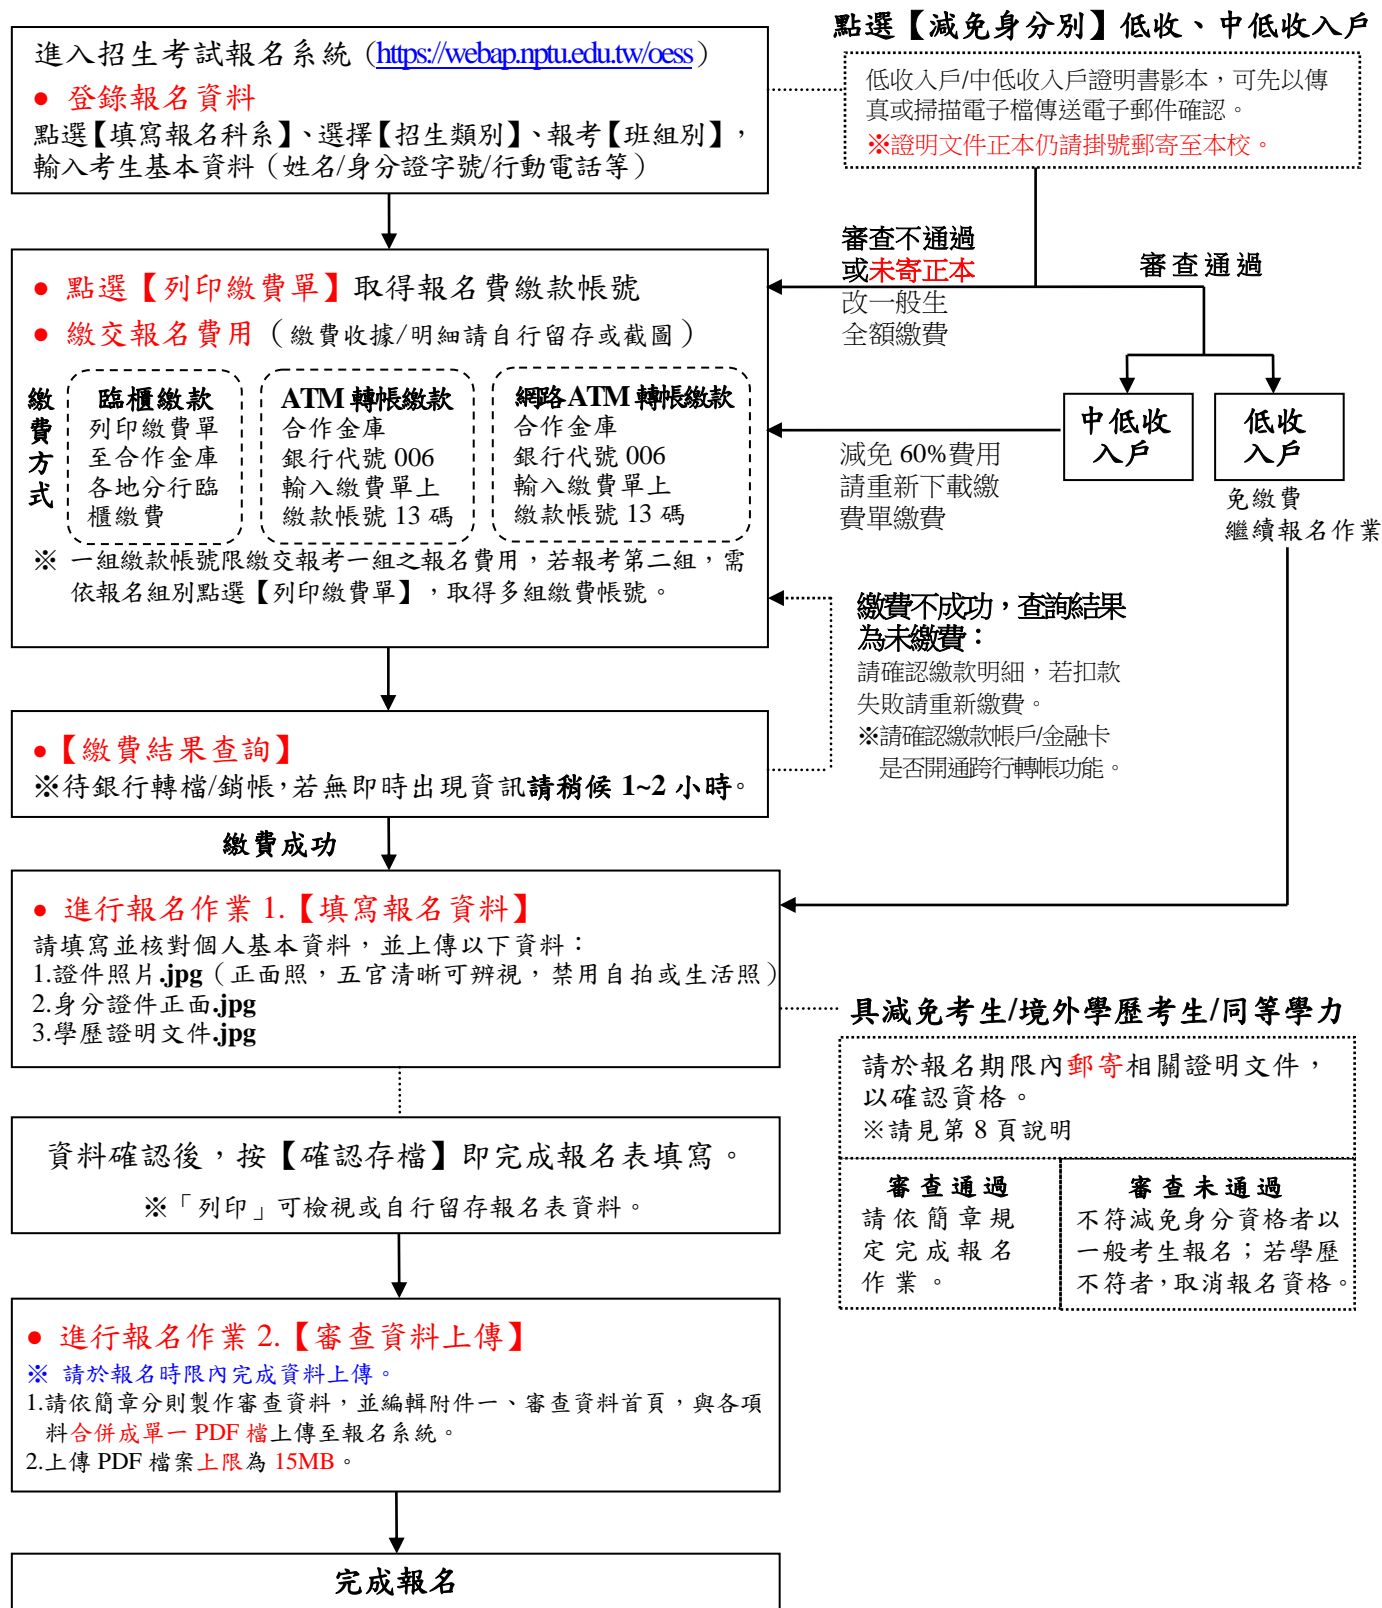 進入招生考試報名系統 (https://webap.nptu.edu.tw/oess)
● 登錄報名資料
點選【填寫報名科系】、選擇【招生類別】、報考【班組別】，
輸入考生基本資料（姓名/身分證字號/行動電話等）
點選【減免身分別】低收、中低收入戶
低收入戶/中低收入戶證明書影本，可先以傳
真或掃描電子檔傳送電子郵件確認。
※證明文件正本仍請掛號郵寄至本校。
審查不通過
或未寄正本
改一般生
全額繳費
審查通過
● 點選【列印繳費單】取得報名費繳款帳號
● 繳交報名費用（繳費收據/明細請自行留存或截圖）
繳費方式
臨櫃繳款
列印繳費單
至合作金庫
各地分行臨
櫃繳費
ATM 轉帳繳款
合作金庫
銀行代號 006
輸入繳費單上
繳款帳號 13 碼
網路 ATM 轉帳繳款
合作金庫
銀行代號 006
輸入繳費單上
繳款帳號 13 碼
※ 一組繳款帳號限繳交報考一組之報名費用，若報考第二組，需
依報名組別點選【列印繳費單】，取得多組繳費帳號。
中低收
入戶
低收
入戶
減免 60%費用
請重新下載繳
費單繳費
免繳費
繼續報名作業
繳費不成功，查詢結果
為未繳費：
請確認繳款明細，若扣款
失敗請重新繳費。
※請確認繳款帳戶/金融卡
是否開通跨行轉帳功能。
●【繳費結果查詢】
※待銀行轉檔/銷帳，若無即時出現資訊請稍候 1~2 小時。
繳費成功
● 進行報名作業 1.【填寫報名資料】
請填寫並核對個人基本資料，並上傳以下資料：
1.證件照片.jpg（正面照，五官清晰可辨視，禁用自拍或生活照）
2.身分證件正面.jpg
3.學歷證明文件.jpg
具減免考生/境外學歷考生/同等學力
請於報名期限內郵寄相關證明文件，
以確認資格。
※請見第 8 頁說明
審查通過
請依簡章規
定完成報名
作業。
審查未通過
不符減免身分資格者以
一般考生報名；若學歷
不符者，取消報名資格。
資料確認後，按【確認存檔】即完成報名表填寫。
※「列印」可檢視或自行留存報名表資料。
● 進行報名作業 2.【審查資料上傳】
※ 請於報名時限內完成資料上傳。
1.請依簡章分則製作審查資料，並編輯附件一、審查資料首頁，與各項
料合併成單一 PDF 檔上傳至報名系統。
2.上傳 PDF 檔案上限為 15MB。
完成報名